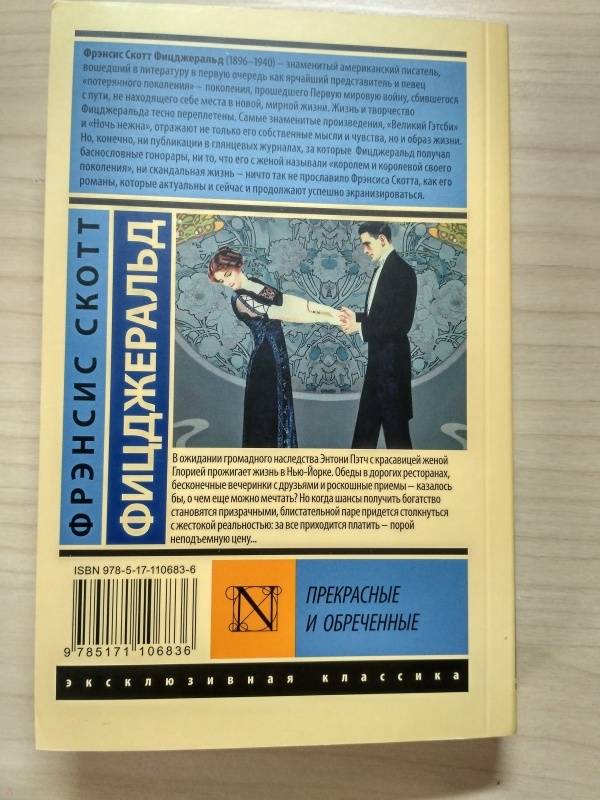 Фрэнсис Скотт Фицджеральд (1896–1940) – знаменитый американский писатель,
вошедший в литературу в первую очередь как ярчайший представитель и певец
«потерянного поколения» – поколения, прошедшего Первую мировую войну, сбившегося
с пути, не находящего себе места в новой, мирной жизни. Жизнь и творчество
Фицджеральда тесно переплетены. Самые знаменитые произведения, «Великий Гэтсби»
и «Ночь нежна», отражают не только его собственные мысли и чувства, но и образ жизни.
Но, конечно, ни публикации в глянцевых журналах, за которые Фицджеральд получал
баснословные гонорары, ни то, что его с женой называли «королем и королевой своего
поколения», ни скандальная жизнь – ничто так не прославило Фрэнсиса Скотта, как его
романы, которые актуальны и сейчас и продолжают успешно экранизироваться.
ФРЭНСИС СКОТТ
ФИЦДЖЕРАЛЬД
В ожидании громадного наследства Энтони Пэтч с красавицей женой
Глорией прожигает жизнь в Нью-Йорке. Обеды в дорогих ресторанах,
бесконечные вечеринки с друзьями и роскошные приемы – казалось
бы, о чем еще можно мечтать? Но когда шансы получить богатство
становятся призрачными, блистательной паре придется столкнуться
с жестокой реальностью: за все приходится платить – порой
неподъемную цену...
ISBN 978-5-17-110683-6
9 785171 106836
N
ПРЕКРАСНЫЕ
И ОБРЕЧЕННЫЕ
эксклюзивная классика